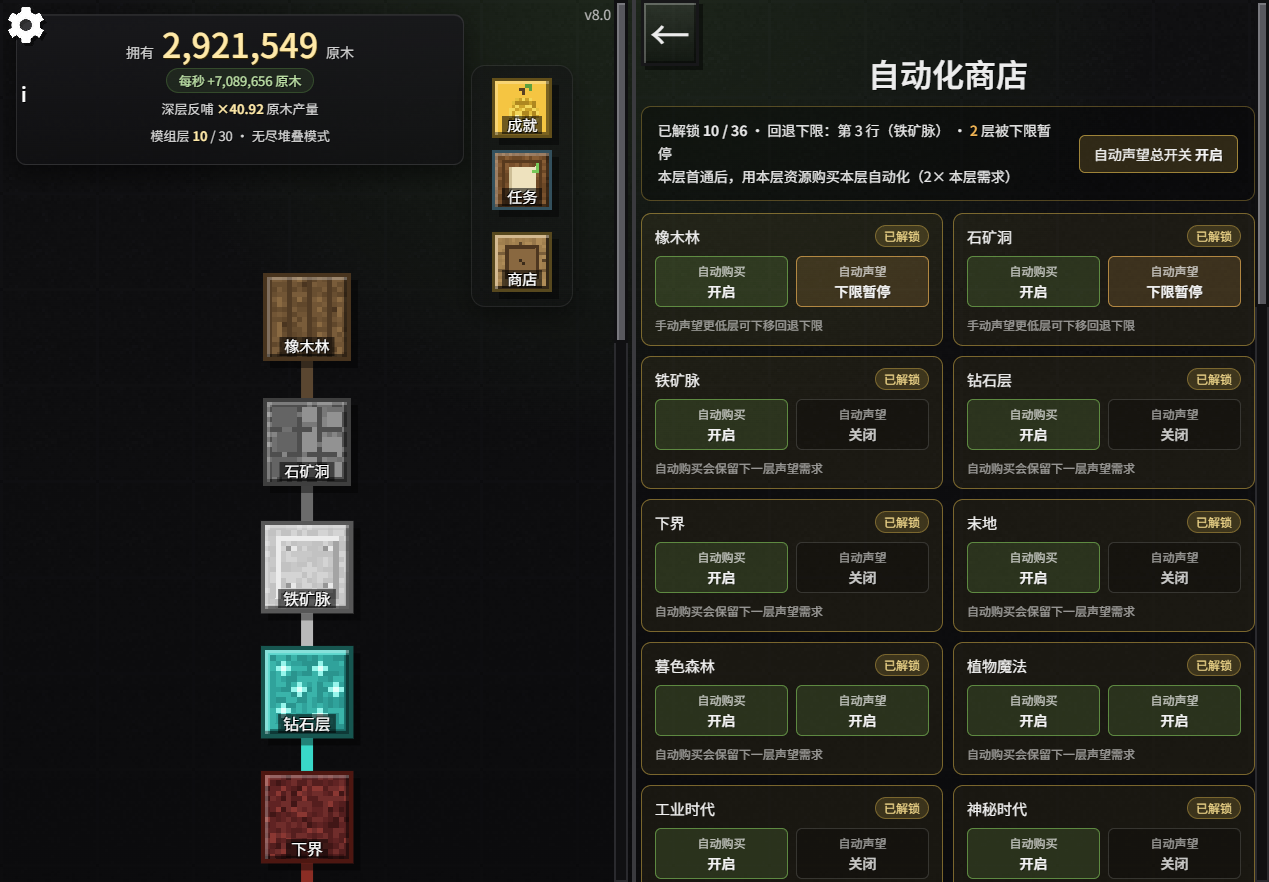 v8.0
拥有 2,921,549 原木
每秒 +7,089,656 原木
i
深层反哺 ×40.92 原木产量
模组层 10 / 30 · 无尽堆叠模式
成就
任务
商店
橡木林
石矿洞
铁矿脉
钻石层
下界
自动化商店
已解锁 10 / 36 · 回退下限：第 3 行（铁矿脉） · 2 层被下限暂
停
本层首通后，用本层资源购买本层自动化（2× 本层需求）
自动声望总开关 开启
橡木林
已解锁
自动购买
开启
自动声望
下限暂停
手动声望更低层可下移回退下限
石矿洞
已解锁
自动购买
开启
自动声望
下限暂停
手动声望更低层可下移回退下限
铁矿脉
已解锁
自动购买
开启
自动声望
关闭
自动购买会保留下一层声望需求
钻石层
已解锁
自动购买
开启
自动声望
关闭
自动购买会保留下一层声望需求
下界
已解锁
自动购买
开启
自动声望
关闭
自动购买会保留下一层声望需求
末地
已解锁
自动购买
开启
自动声望
关闭
自动购买会保留下一层声望需求
暮色森林
已解锁
自动购买
开启
自动声望
开启
自动购买会保留下一层声望需求
植物魔法
已解锁
自动购买
开启
自动声望
开启
自动购买会保留下一层声望需求
工业时代
已解锁
自动购买
开启
自动声望
关闭
神秘时代
已解锁
自动购买
开启
自动声望
关闭